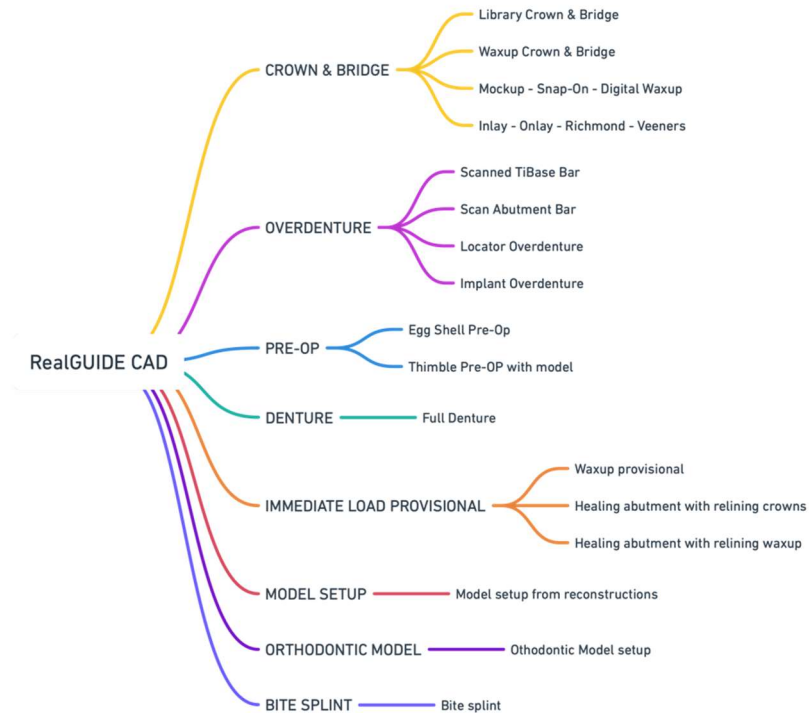 RealGUIDE CAD
CROWN & BRIDGE
Library Crown & Bridge
Waxup Crown & Bridge
Mockup - Snap-On - Digital Waxup
Inlay - Onlay - Richmond - Veeners
OVERDENTURE
Scanned TiBase Bar
Scan Abutment Bar
Locator Overdenture
Implant Overdenture
PRE-OP
Egg Shell Pre-Op
Thimble Pre-OP with model
DENTURE
Full Denture
IMMEDIATE LOAD PROVISIONAL
Waxup provisional
Healing abutment with relining crowns
Healing abutment with relining waxup
MODEL SETUP
Model setup from reconstructions
ORTHODONTIC MODEL
Othodontic Model setup
BITE SPLINT
Bite splint